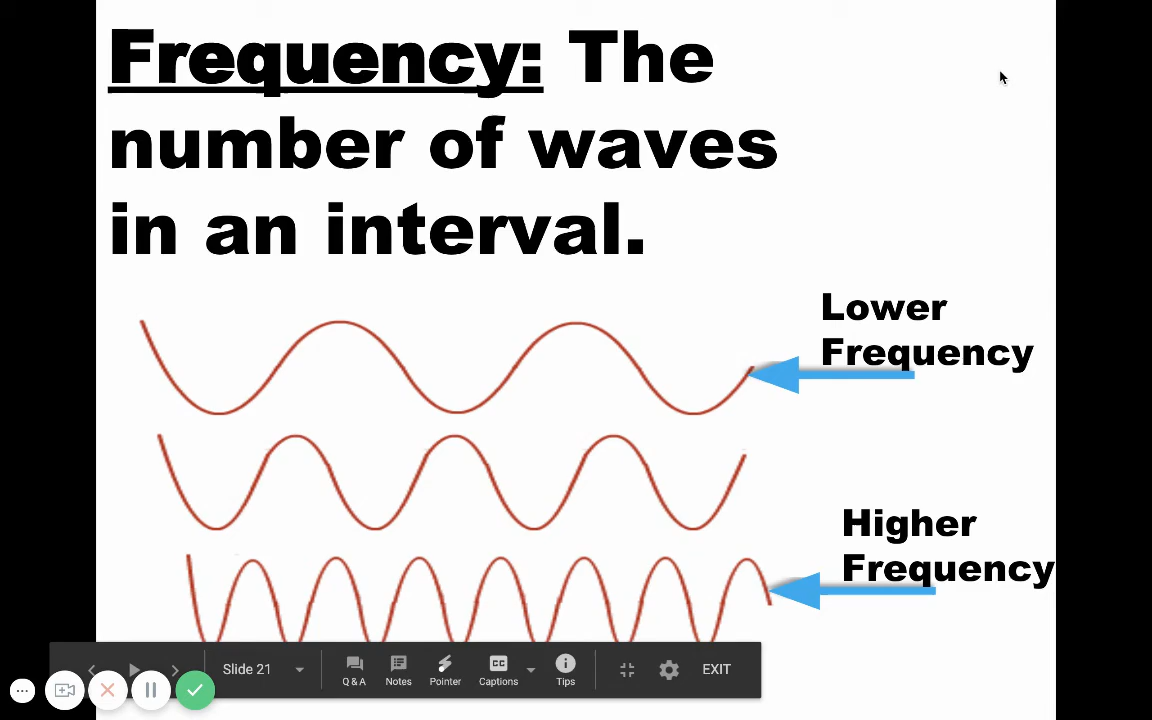 Frequency: The
number of waves
in an interval.
Lower
Frequency
Higher
Frequency
Slide 21
Q & A
Notes
Pointer
CC
Captions
Tips
EXIT